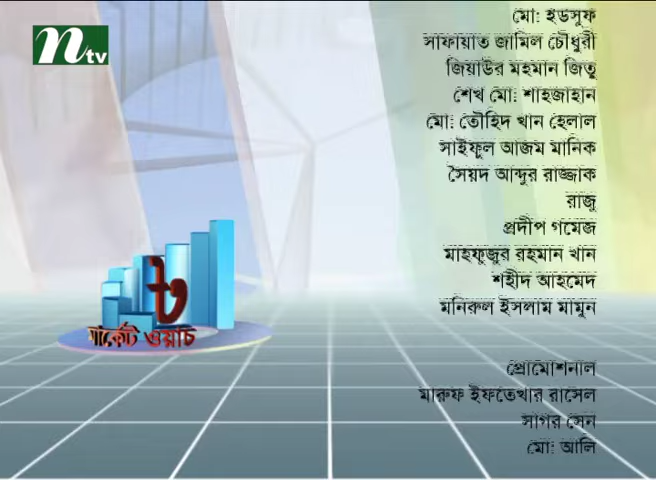 ntv
মো: ইউসুফ
সাফায়াত জামিল চৌধুরী
জিয়াউর মহমান জিতু
শেখ মো: শাহজাহান
মো: তৌহিদ খান হেলাল
সাইফুল আজম মানিক
সৈয়দ আব্দুর রাজ্জাক
রাজু
প্রদীপ গমেজ
মাহফুজুর রহমান খান
শহীদ আহমেদ
মনিরুল ইসলাম মামুন
৳
মার্কেট ওয়াচ
প্রোমোশনাল
মারুফ ইফতেখার রাসেল
সাগর সেন
মো: আলি